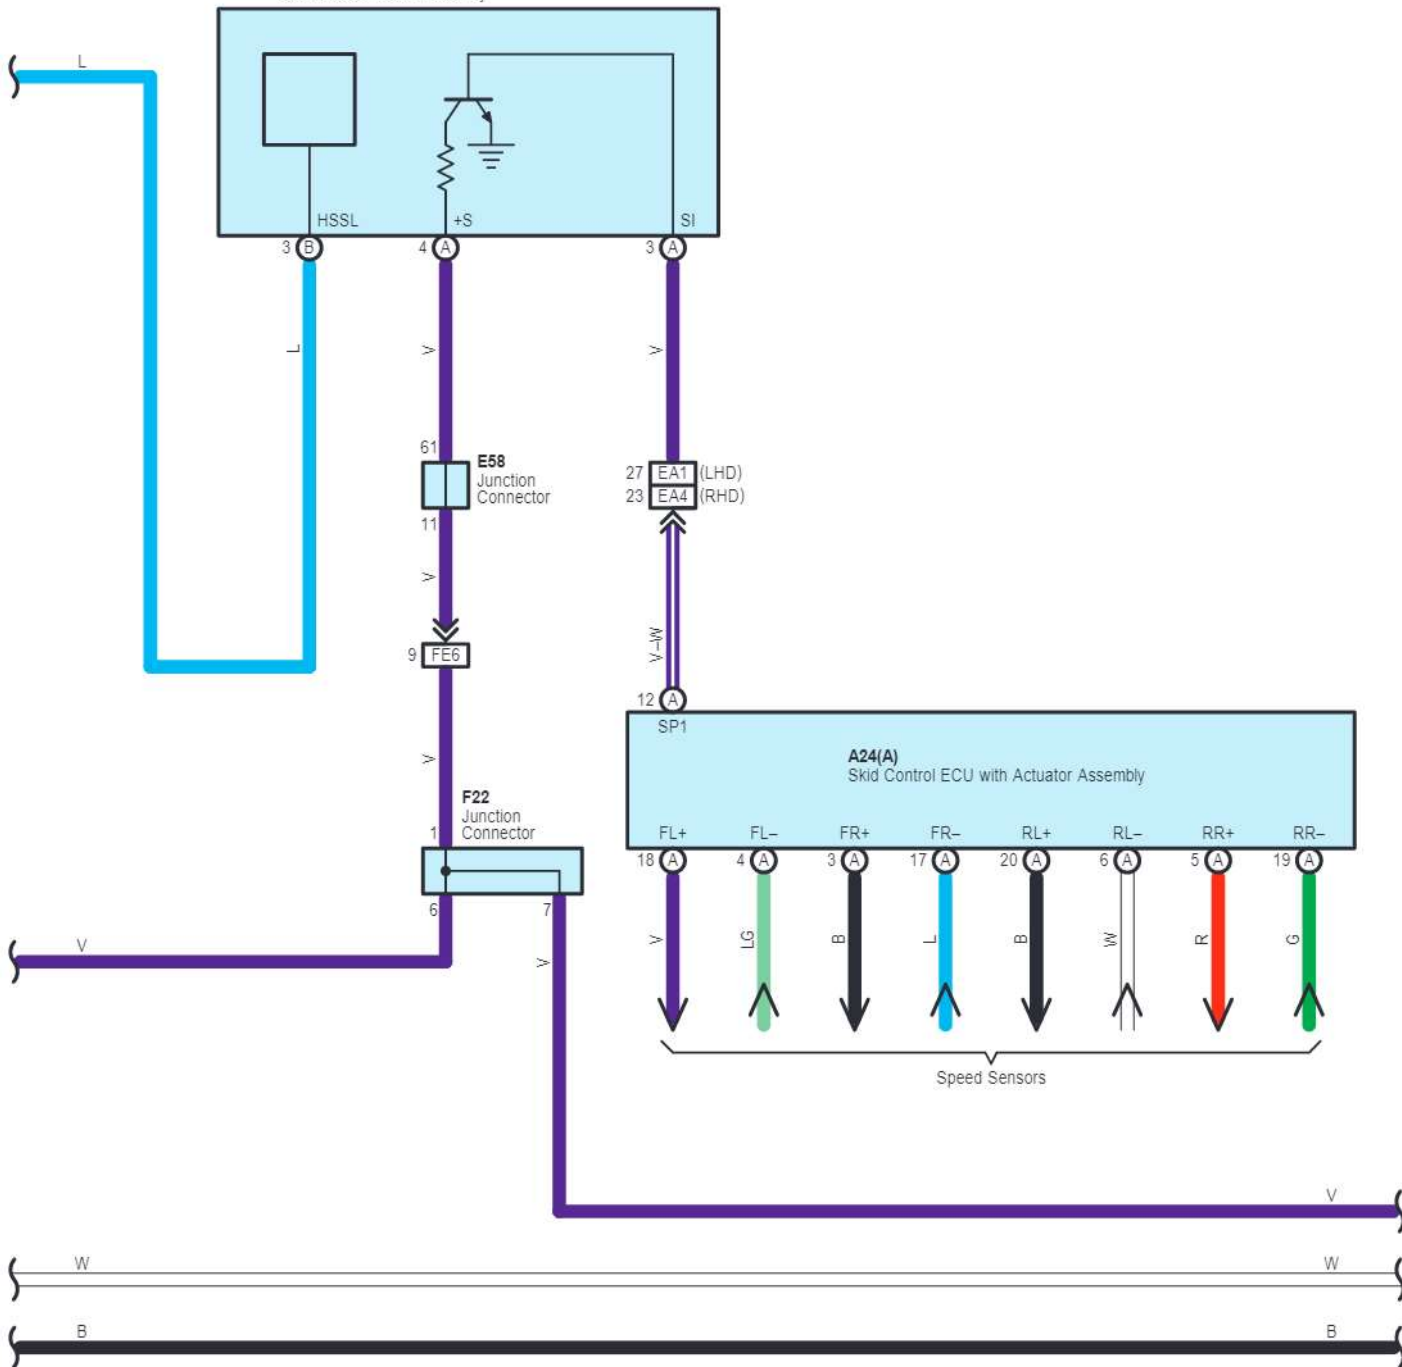 L
HSSL
+S
SI
3 B
4 A
3 A
L
V
V
61
E58
Junction
Connector
27 EA1 (LHD)
23 EA4 (RHD)
11
V
V–W
9 FE6
12 A
SP1
V
A24(A)
Skid Control ECU with Actuator Assembly
F22
Junction
Connector
1
FL+ FL– FR+ FR– RL+ RL– RR+ RR–
18 A 4 A 3 A 17 A 20 A 6 A 5 A 19 A
6 7
V
V
V LG B L B W R G
Speed Sensors
V
W W
B B